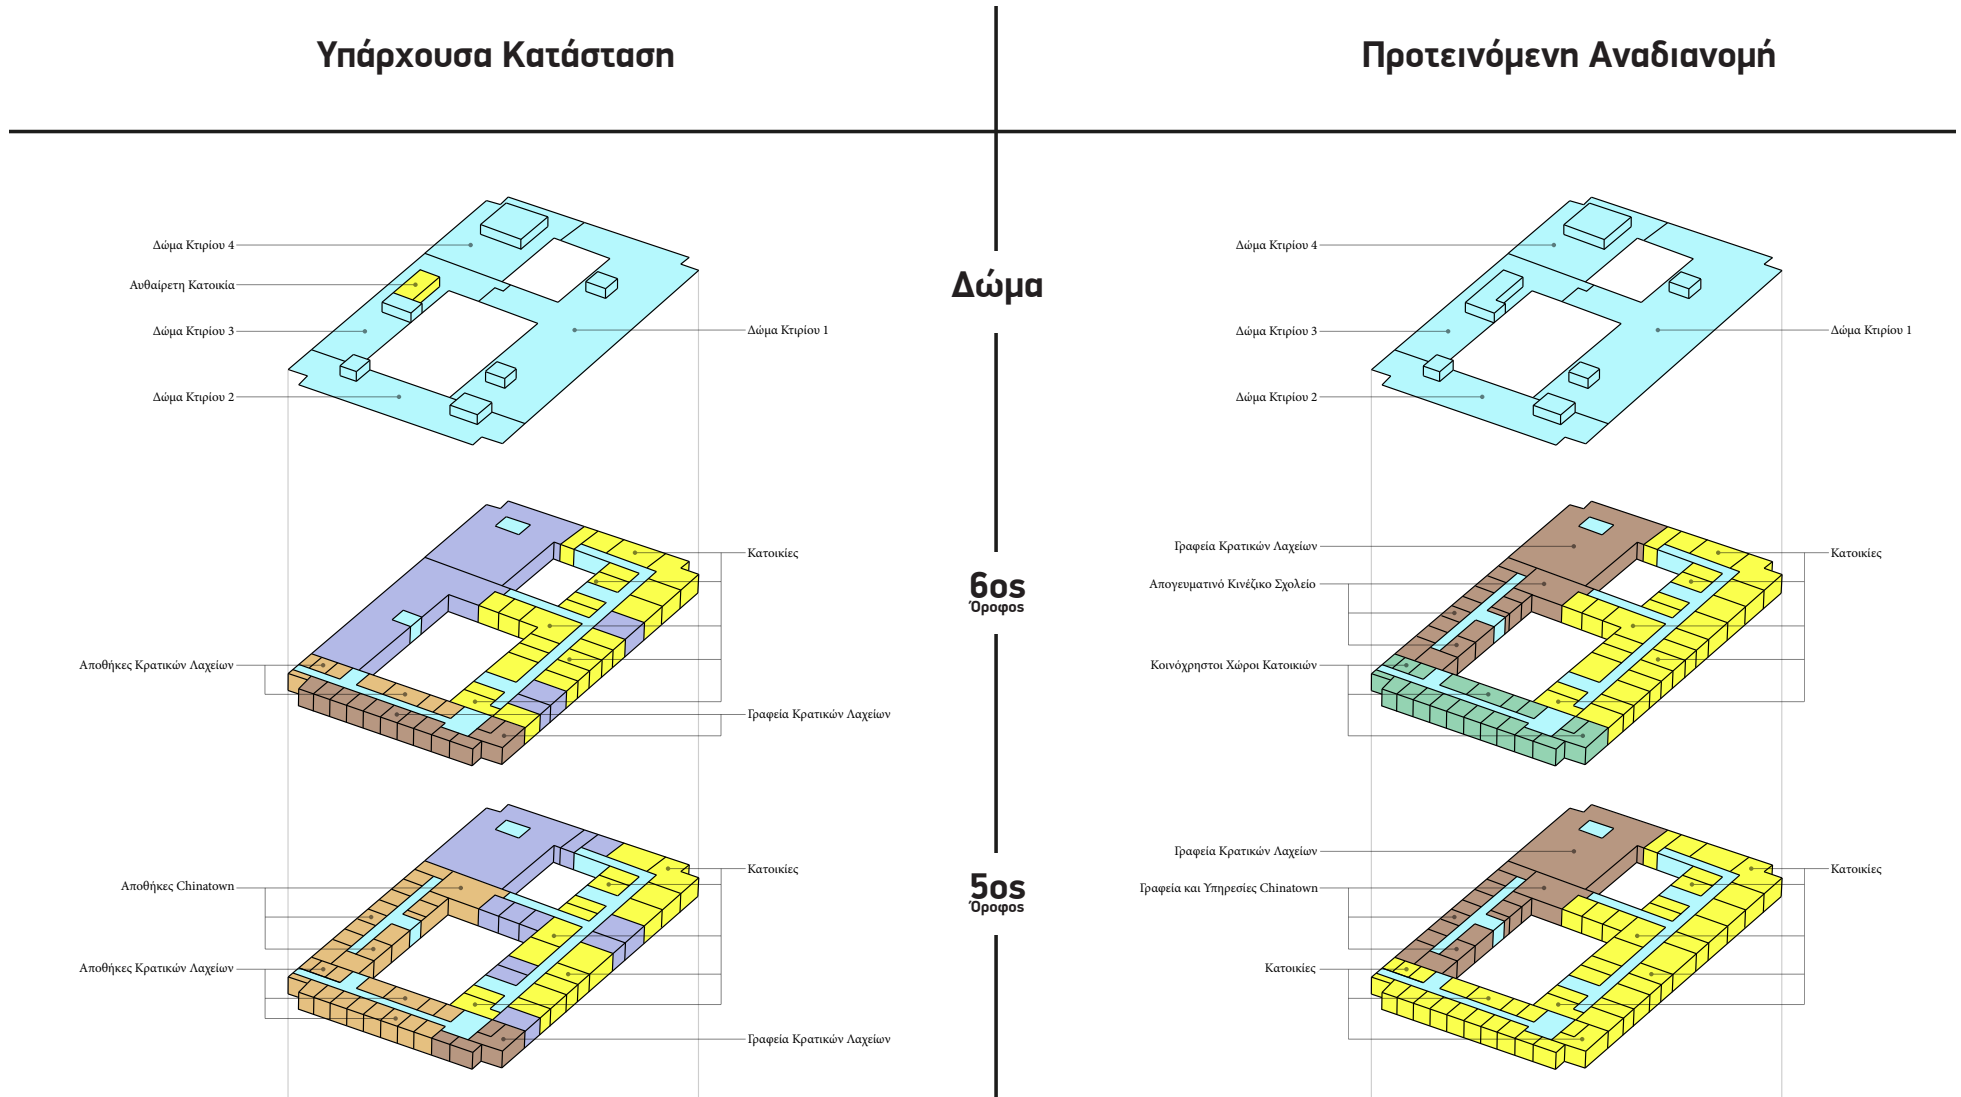 Υπάρχουσα Κατάσταση
Προτεινόμενη Αναδιανομή
Δώμα
Δώμα Κτιρίου 4
Αυθαίρετη Κατοικία
Δώμα Κτιρίου 3
Δώμα Κτιρίου 2
Δώμα Κτιρίου 1
Δώμα Κτιρίου 4
Δώμα Κτιρίου 3
Δώμα Κτιρίου 2
Δώμα Κτιρίου 1
6ος
Όροφος
Αποθήκες Κρατικών Λαχείων
Κατοικίες
Γραφεία Κρατικών Λαχείων
Γραφεία Κρατικών Λαχείων
Απογευματινό Κινέζικο Σχολείο
Κοινόχρηστοι Χώροι Κατοικιών
Κατοικίες
5ος
Όροφος
Αποθήκες Chinatown
Αποθήκες Κρατικών Λαχείων
Κατοικίες
Γραφεία Κρατικών Λαχείων
Γραφεία Κρατικών Λαχείων
Γραφεία και Υπηρεσίες Chinatown
Κατοικίες
Κατοικίες